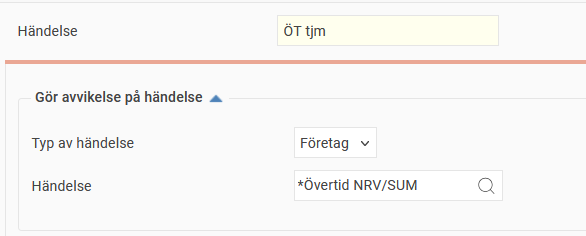 Händelse ÖT tjm
Gör avvikelse på händelse
Typ av händelse Företag
Händelse *Övertid NRV/SUM